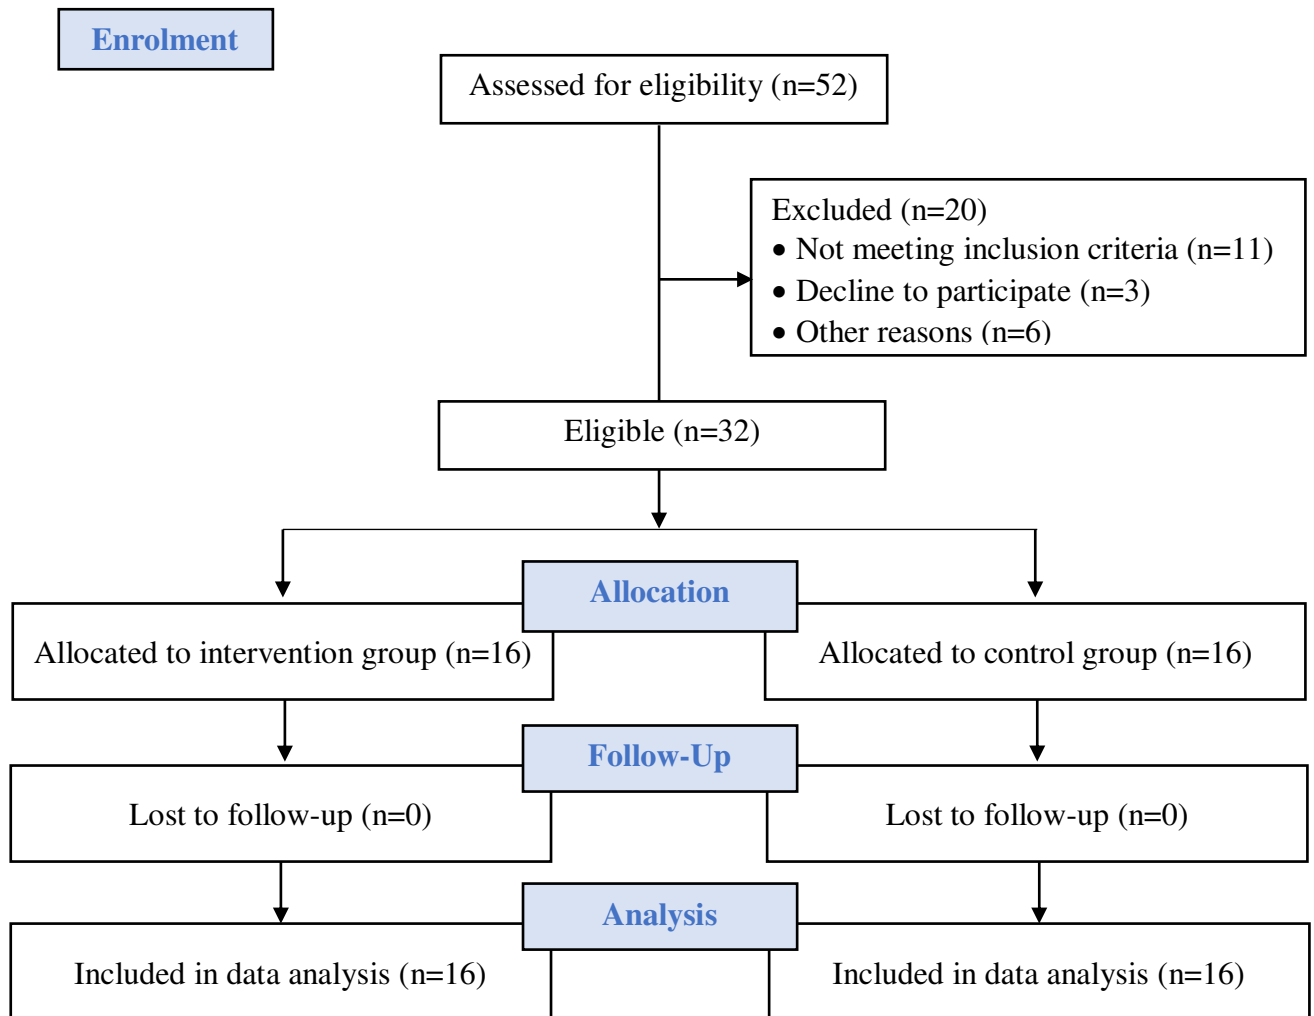 Enrolment
Assessed for eligibility (n=52)
Excluded (n=20)
• Not meeting inclusion criteria (n=11)
• Decline to participate (n=3)
• Other reasons (n=6)
Eligible (n=32)
Allocation
Allocated to intervention group (n=16)
Allocated to control group (n=16)
Follow-Up
Lost to follow-up (n=0)
Lost to follow-up (n=0)
Analysis
Included in data analysis (n=16)
Included in data analysis (n=16)